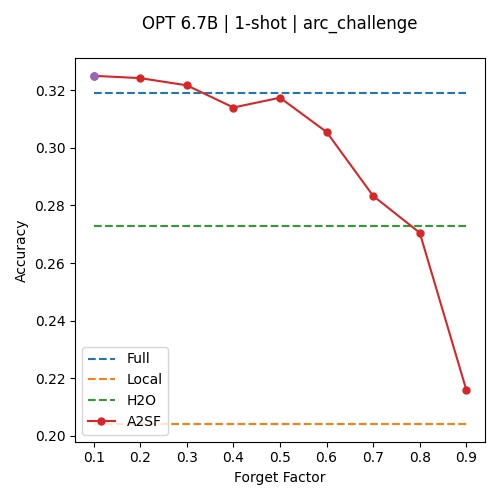 OPT 6.7B | 1-shot | arc_challenge
Accuracy
0.32
0.30
0.28
0.26
0.24
0.22
0.20
Full
Local
H2O
A2SF
0.1 0.2 0.3 0.4 0.5 0.6 0.7 0.8 0.9
Forget Factor